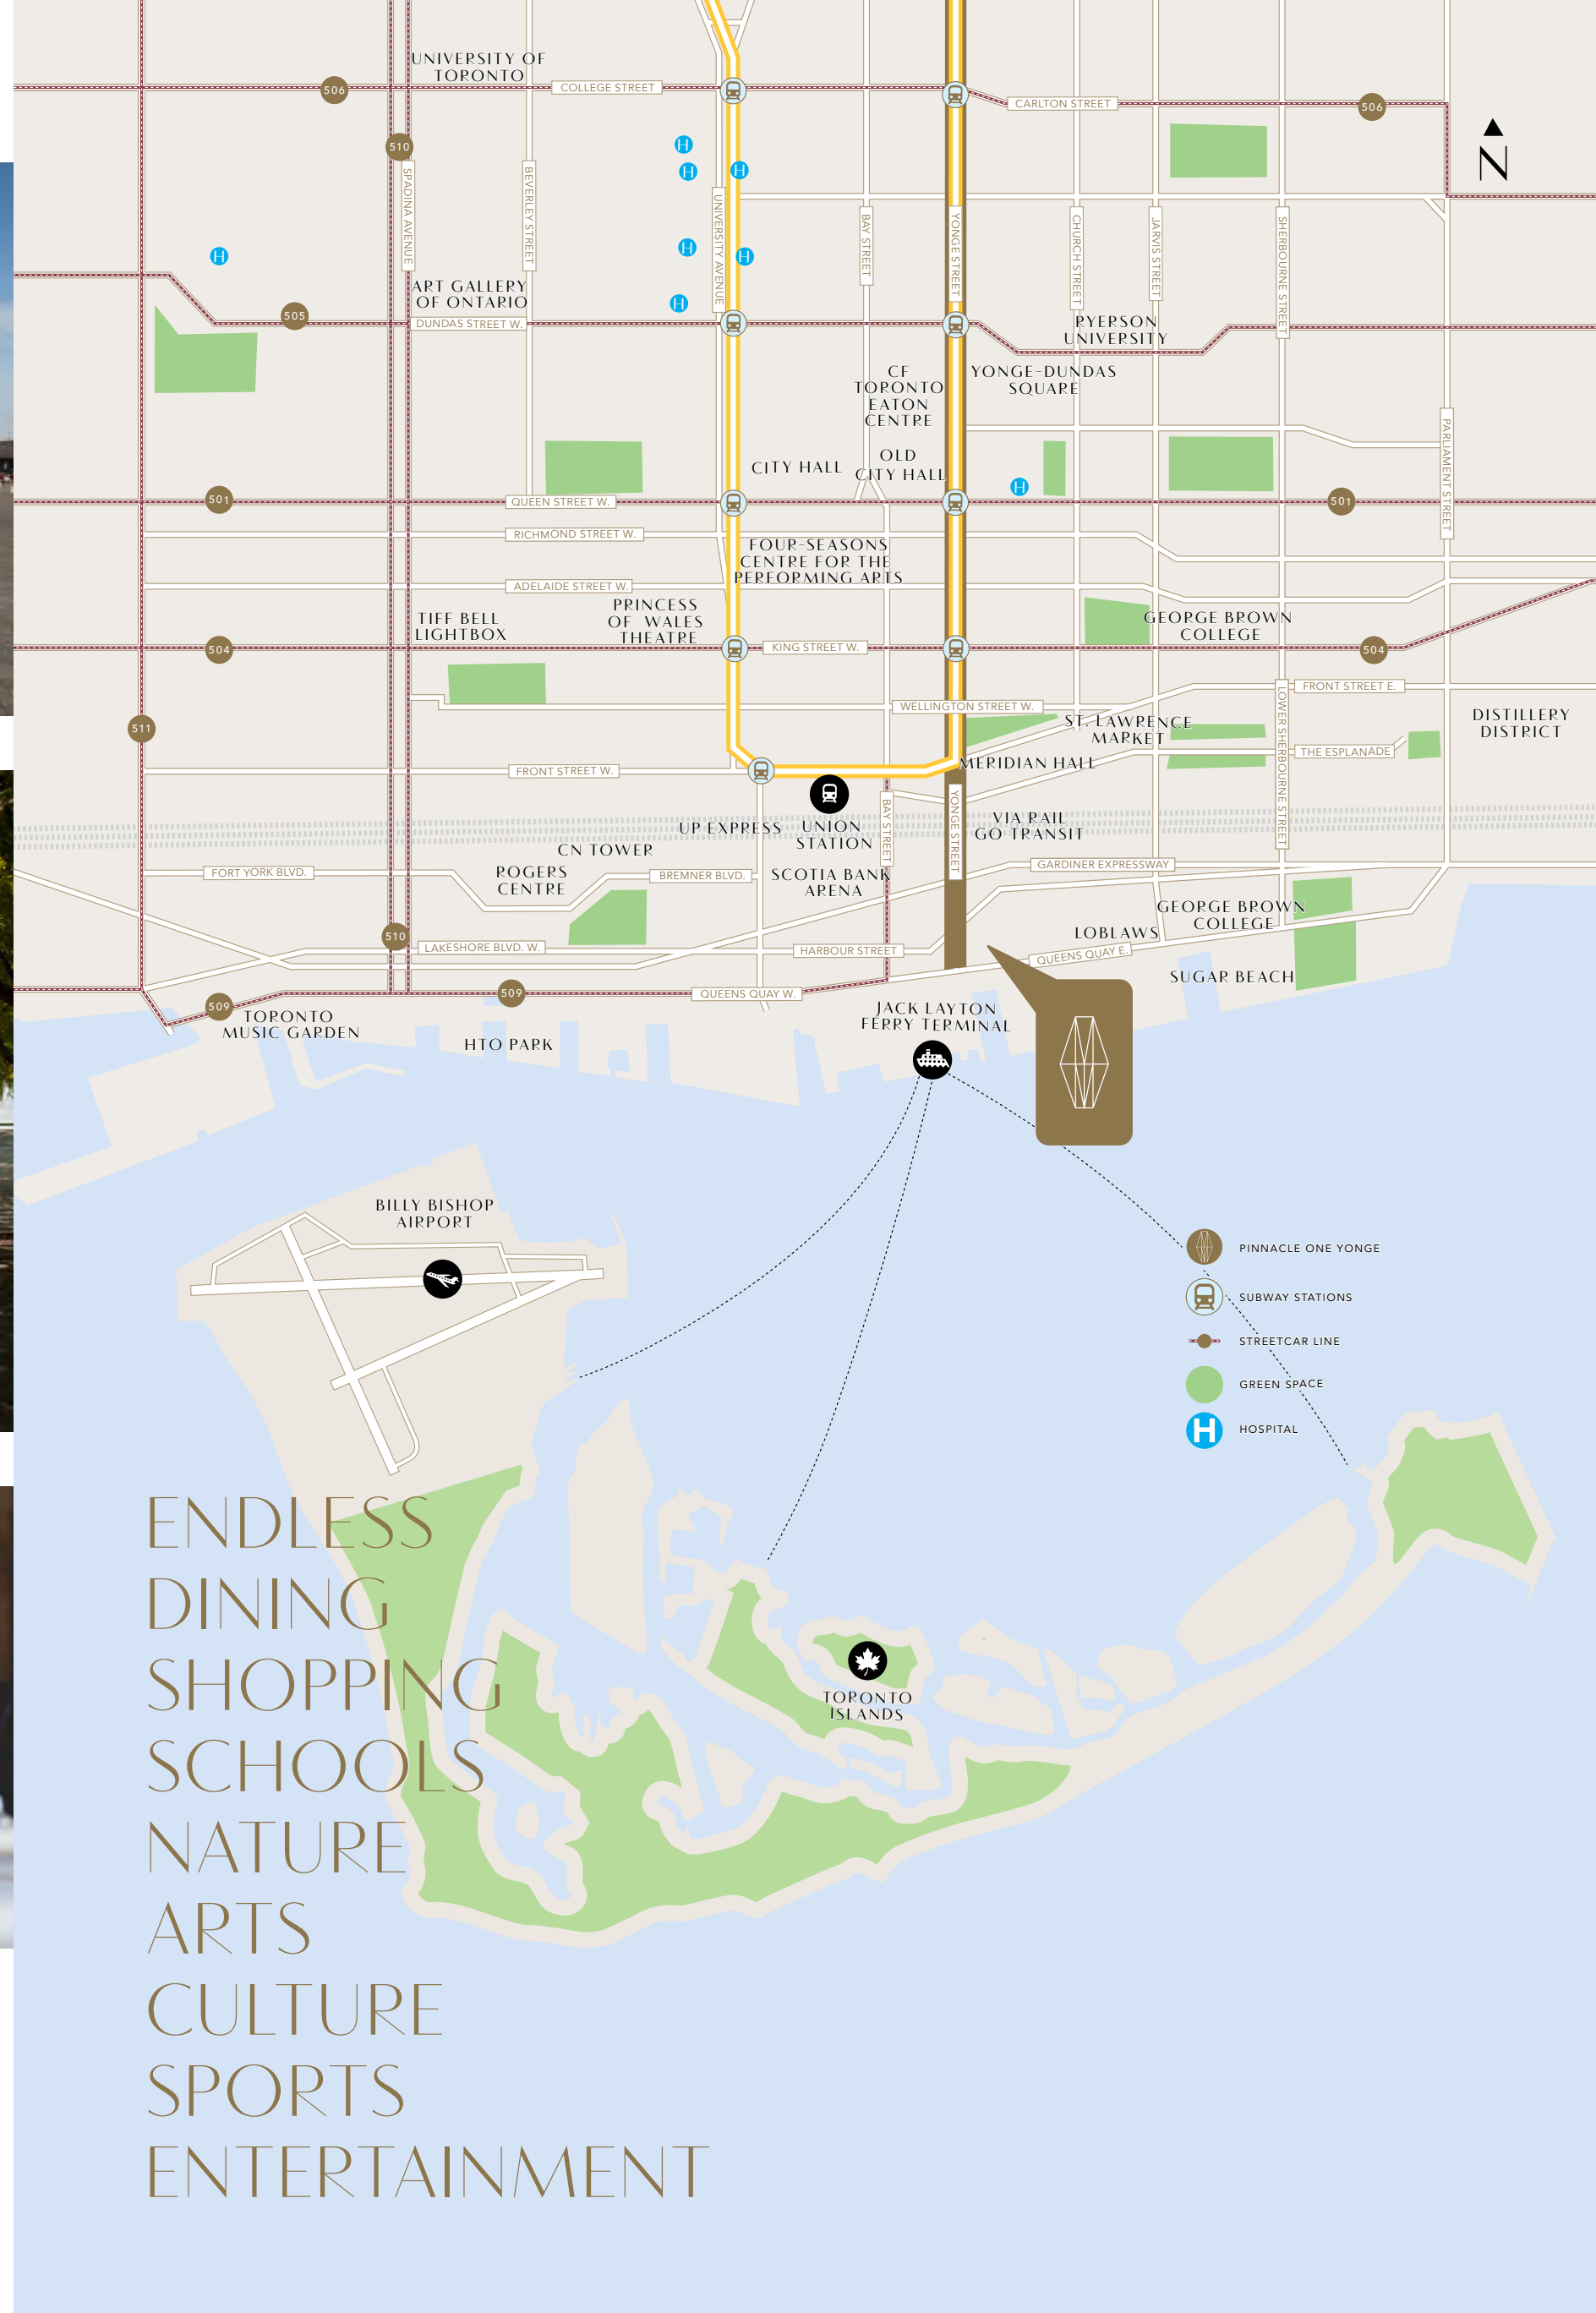 UNIVERSITY OF
TORONTO
COLLEGE STREET
506
CARLTON STREET
506
510
N
SPADINA AVENUE
BEVERLEY STREET
UNIVERSITY AVENUE
BAY STREET
YONGE STREET
CHURCH STREET
JARVIS STREET
SHERBOURNE STREET
H
H
H
H
H
H
H
ART GALLERY
OF ONTARIO
505
DUNDAS STREET W.
RYERSON
UNIVERSITY
CF
TORONTO
EATON
CENTRE
YONGE-DUNDAS
SQUARE
PARLIAMENT STREET
CITY HALL
OLD
CITY HALL
H
501
QUEEN STREET W.
501
RICHMOND STREET W.
FOUR-SEASONS
CENTRE FOR THE
PERFORMING ARTS
ADELAIDE STREET W.
TIFF BELL
LIGHTBOX
PRINCESS
OF WALES
THEATRE
GEORGE BROWN
COLLEGE
504
KING STREET W.
504
FRONT STREET E.
WELLINGTON STREET W.
511
ST. LAWRENCE
MARKET
LOWER SHERBOURNE STREET
DISTILLERY
DISTRICT
THE ESPLANADE
FRONT STREET W.
MERIDIAN HALL
BAY STREET
YONGE STREET
UP EXPRESS
UNION
STATION
VIA RAIL
GO TRANSIT
CN TOWER
FORT YORK BLVD.
ROGERS
CENTRE
BREMNER BLVD.
SCOTIA BANK
ARENA
GARDINER EXPRESSWAY
GEORGE BROWN
COLLEGE
510
LAKESHORE BLVD. W.
HARBOUR STREET
LOBLAWS
QUEENS QUAY E.
SUGAR BEACH
509
509
QUEENS QUAY W.
TORONTO
MUSIC GARDEN
HTO PARK
JACK LAYTON
FERRY TERMINAL
BILLY BISHOP
AIRPORT
PINNACLE ONE YONGE
SUBWAY STATIONS
STREETCAR LINE
GREEN SPACE
H
HOSPITAL
TORONTO
ISLANDS
ENDLESS
DINING
SHOPPING
SCHOOLS
NATURE
ARTS
CULTURE
SPORTS
ENTERTAINMENT